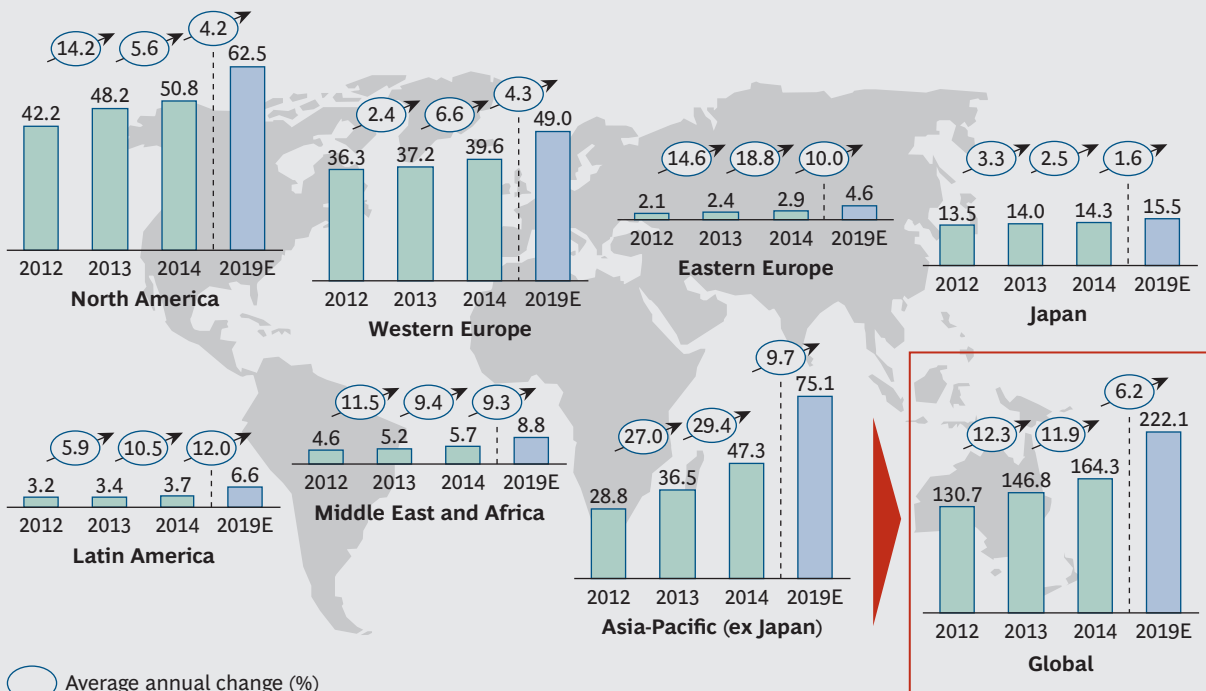 14.2 5.6 4.2
42.2 48.2 50.8 62.5
2012 2013 2014 2019E
North America
2.4 6.6 4.3
36.3 37.2 39.6 49.0
2012 2013 2014 2019E
Western Europe
14.6 18.8 10.0
2.1 2.4 2.9 4.6
2012 2013 2014 2019E
Eastern Europe
3.3 2.5 1.6
13.5 14.0 14.3 15.5
2012 2013 2014 2019E
Japan
5.9 10.5 12.0
3.2 3.4 3.7 6.6
2012 2013 2014 2019E
Latin America
11.5 9.4 9.3
4.6 5.2 5.7 8.8
2012 2013 2014 2019E
Middle East and Africa
27.0 29.4 9.7
28.8 36.5 47.3 75.1
2012 2013 2014 2019E
Asia-Pacific (ex Japan)
12.3 11.9 6.2
130.7 146.8 164.3 222.1
2012 2013 2014 2019E
Global
Average annual change (%)